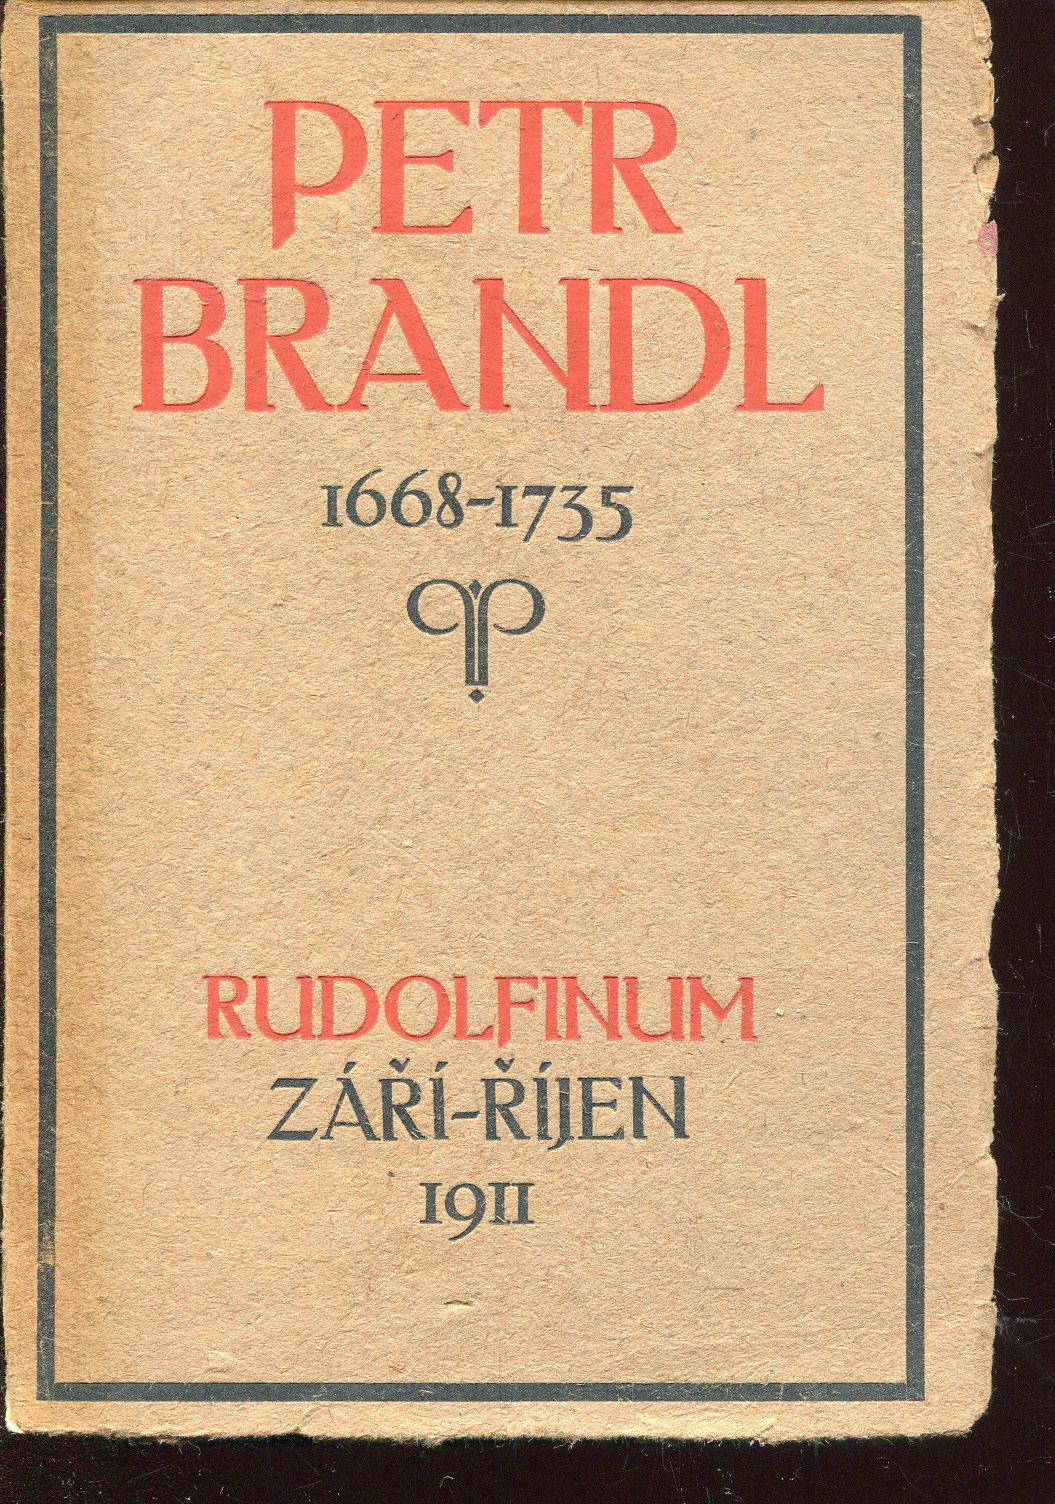 PETR
BRANDL
1668-1735
RUDOLFINUM
ZÁŘÍ-ŘÍJEN
1911